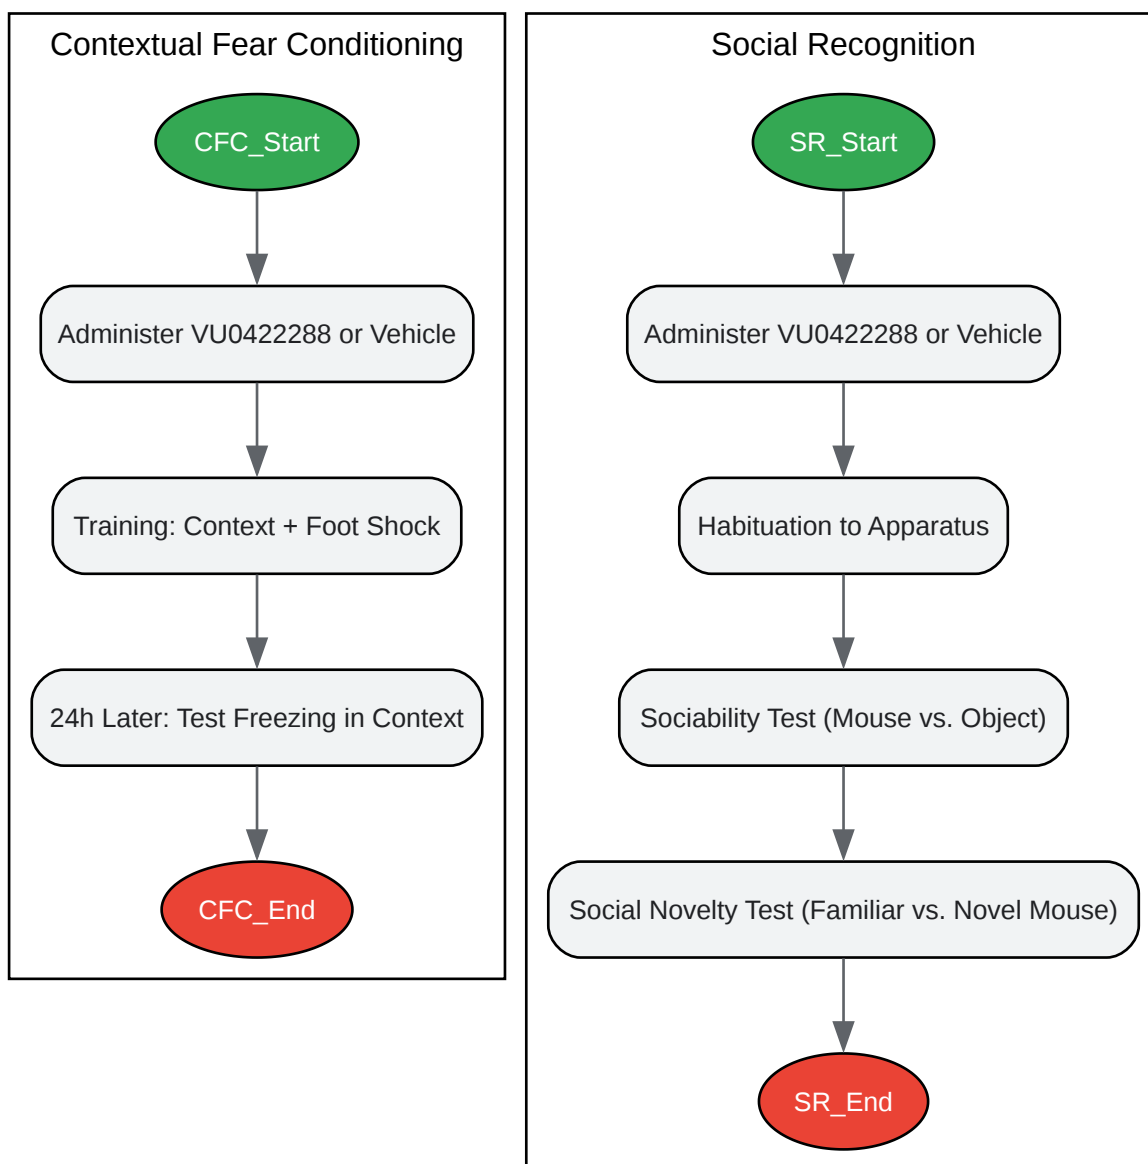 Contextual Fear Conditioning
CFC_Start
Administer VU0422288 or Vehicle
Training: Context + Foot Shock
24h Later: Test Freezing in Context
CFC_End
Social Recognition
SR_Start
Administer VU0422288 or Vehicle
Habituation to Apparatus
Sociability Test (Mouse vs. Object)
Social Novelty Test (Familiar vs. Novel Mouse)
SR_End